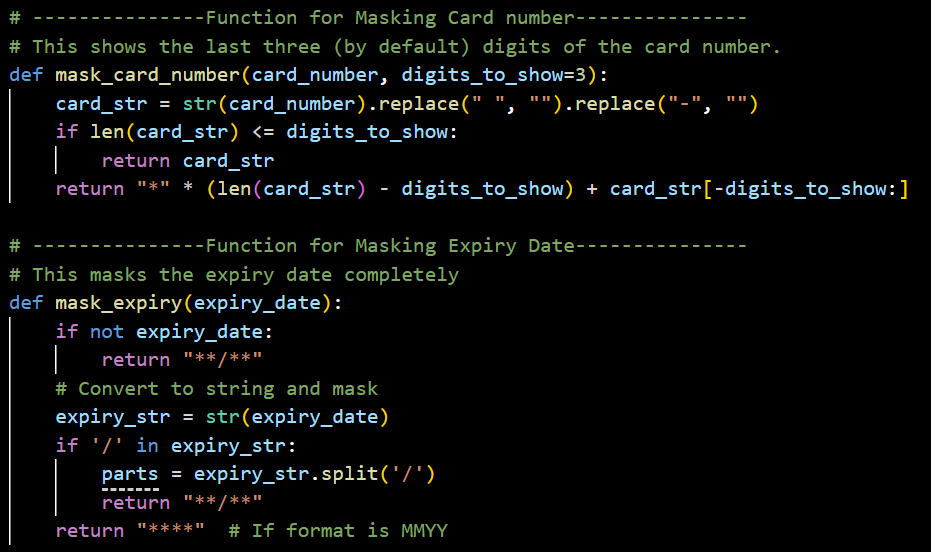 # ---------------Function for Masking Card number---------------
# This shows the last three (by default) digits of the card number.
def mask_card_number(card_number, digits_to_show=3):
    card_str = str(card_number).replace(" ", "").replace("-", "")
    if len(card_str) <= digits_to_show:
        return card_str
    return "*" * (len(card_str) - digits_to_show) + card_str[-digits_to_show:]

# ---------------Function for Masking Expiry Date---------------
# This masks the expiry date completely
def mask_expiry(expiry_date):
    if not expiry_date:
        return "**/**"
    # Convert to string and mask
    expiry_str = str(expiry_date)
    if '/' in expiry_str:
        parts = expiry_str.split('/')
        return "**/**"
    return "****"  # If format is MMYY